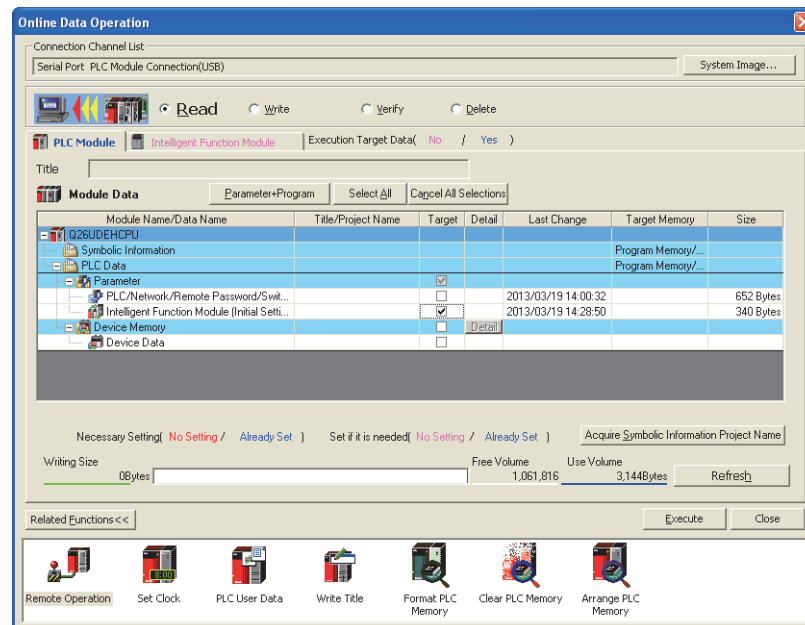 Online Data Operation
Connection Channel List
Serial Port PLC Module Connection(USB)
System Image...
Read
Write
Verify
Delete
PLC Module
Intelligent Function Module
Execution Target Data( No / Yes )
Title
Module Data
Parameter+Program
Select All
Cancel All Selections
Module Name/Data Name Title/Project Name Target Detail Last Change Target Memory Size
Q26UDEHCPU
Symbolic Information Program Memory/...
PLC Data Program Memory/...
Parameter
PLC/Network/Remote Password/Swit... 2013/03/19 14:00:32 652 Bytes
Intelligent Function Module (Initial Setti... 2013/03/19 14:28:50 340 Bytes
Device Memory Detail
Device Data
Necessary Setting( No Setting / Already Set ) Set if it is needed( No Setting / Already Set )
Acquire Symbolic Information Project Name
Writing Size
0Bytes
Free Volume Use Volume
1,061,816 3,144Bytes
Refresh
Related Functions<<
Execute
Close
8:00
Remote Operation
Set Clock
PLC User Data
Write Title
Format PLC
Memory
Clear PLC Memory
Arrange PLC
Memory